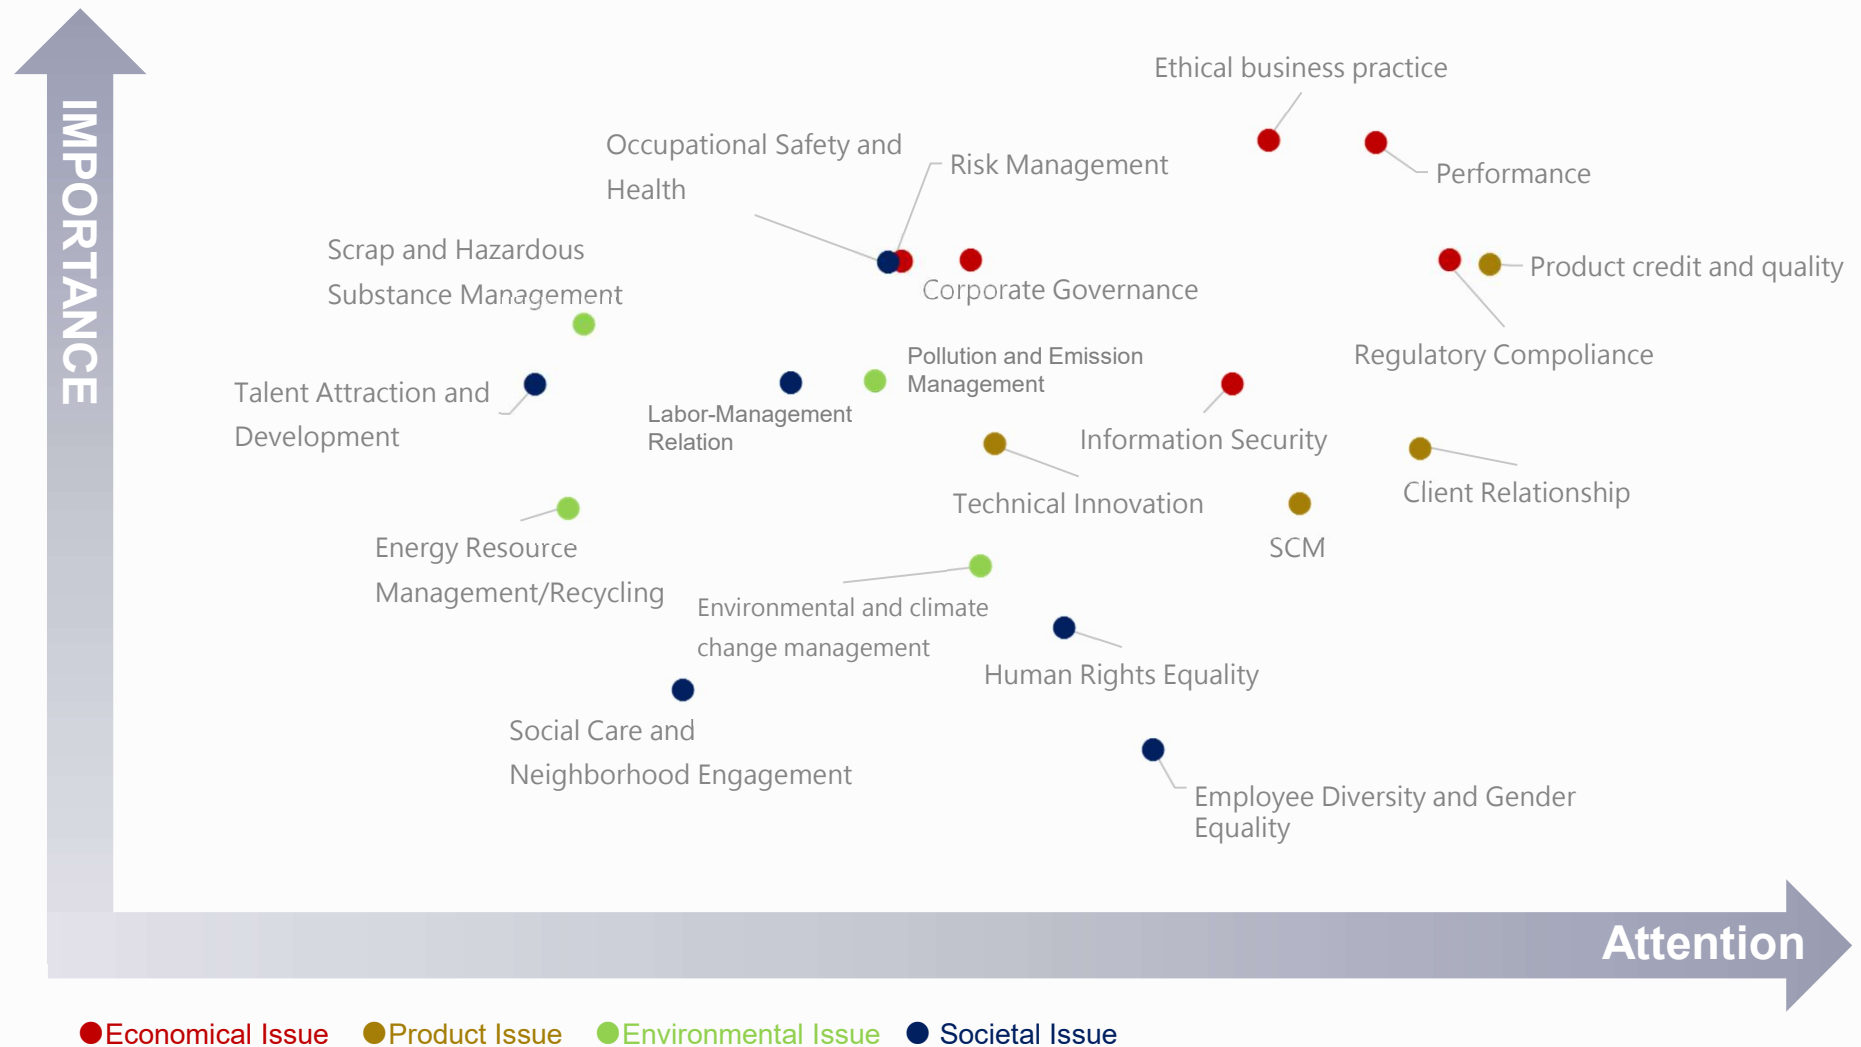 IMPORTANCE
Ethical business practice
Occupational Safety and
Health
Risk Management
Performance
Scrap and Hazardous
Substance Management
Corporate Governance
Product credit and quality
Regulatory Compoliance
Pollution and Emission
Management
Talent Attraction and
Development
Labor-Management
Relation
Information Security
Technical Innovation
Client Relationship
SCM
Energy Resource
Management/Recycling
Environmental and climate
change management
Human Rights Equality
Social Care and
Neighborhood Engagement
Employee Diversity and Gender
Equality
Attention
Economical Issue
Product Issue
Environmental Issue
Societal Issue